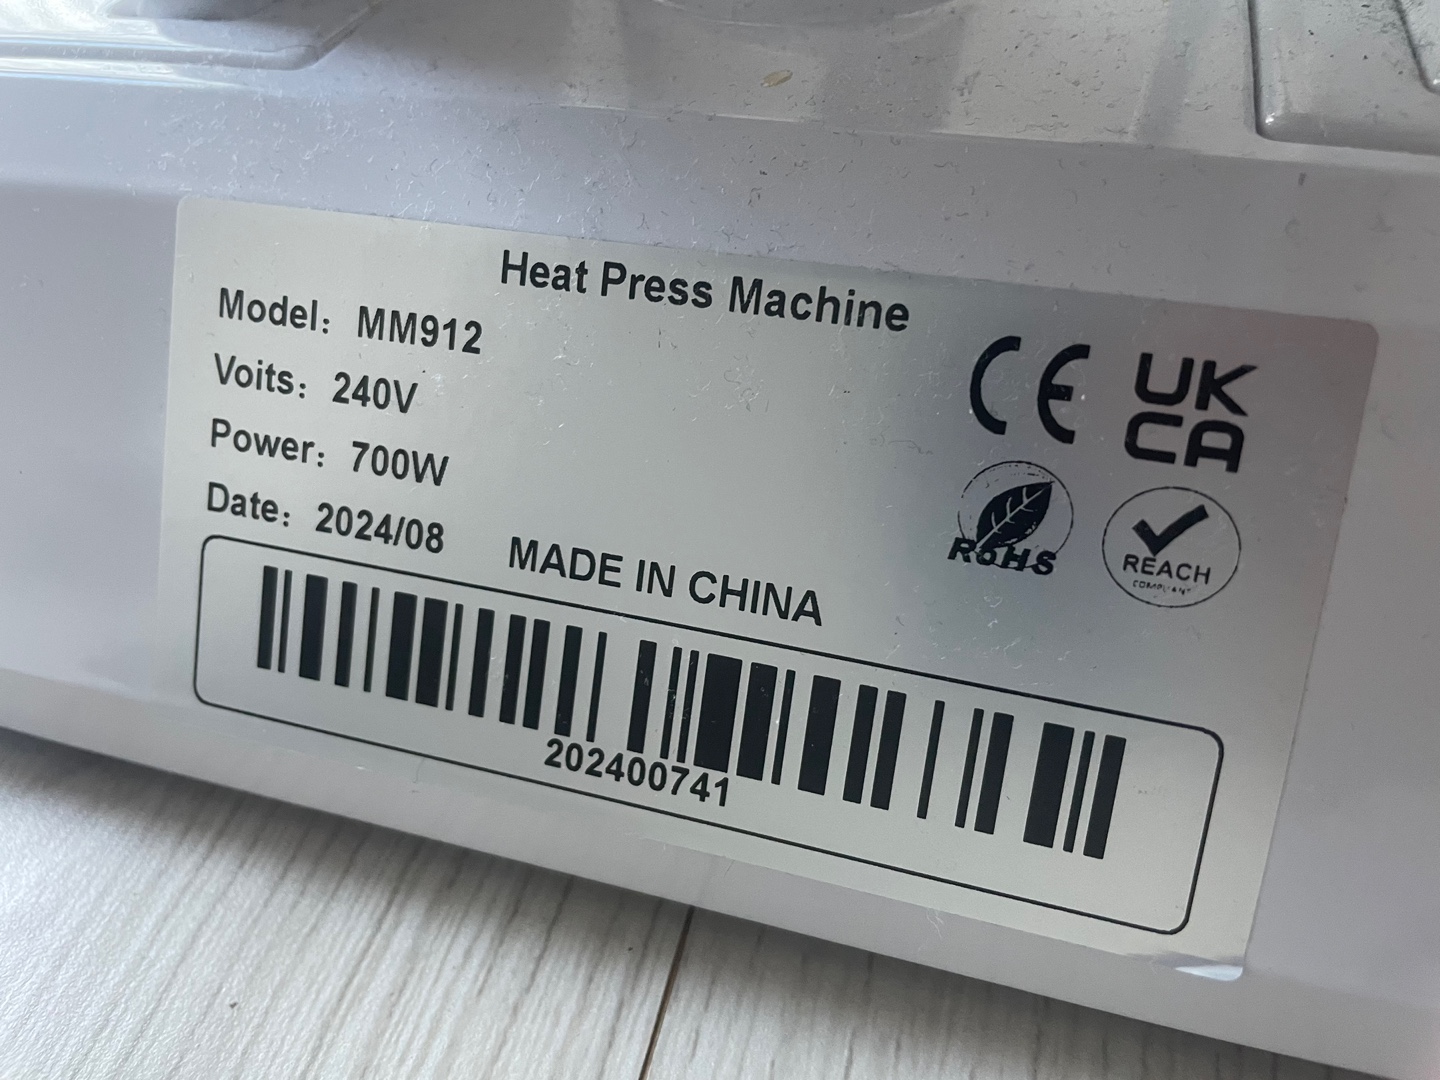 Heat Press Machine
Model: MM912
Voits: 240V
Power: 700W
Date: 2024/08
MADE IN CHINA
CE
UK
CA
RoHS
REACH
COMPLIANT
202400741